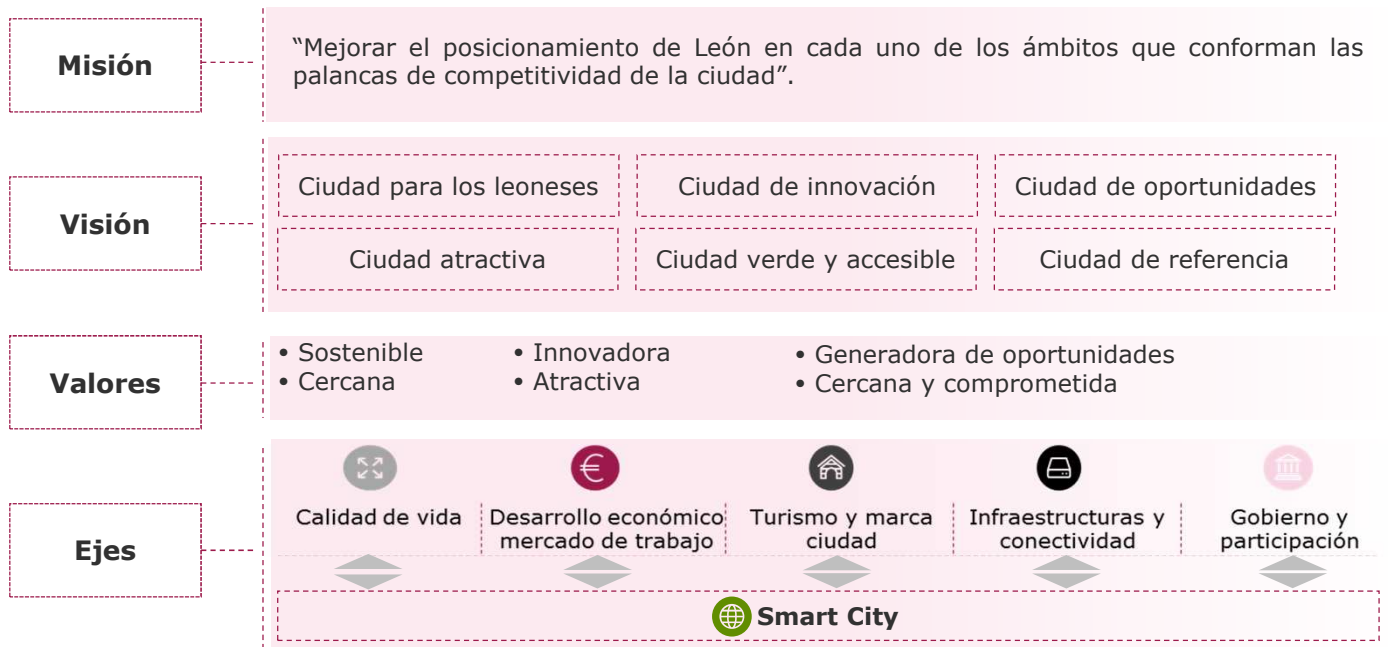 Misión
“Mejorar el posicionamiento de León en cada uno de los ámbitos que conforman las
palancas de competitividad de la ciudad”.
Visión
Ciudad para los leoneses
Ciudad de innovación
Ciudad de oportunidades
Ciudad atractiva
Ciudad verde y accesible
Ciudad de referencia
Valores
• Sostenible
• Cercana
• Innovadora
• Atractiva
• Generadora de oportunidades
• Cercana y comprometida
Ejes
Calidad de vida
Desarrollo económico
mercado de trabajo
Turismo y marca
ciudad
Infraestructuras y
conectividad
Gobierno y
participación
Smart City